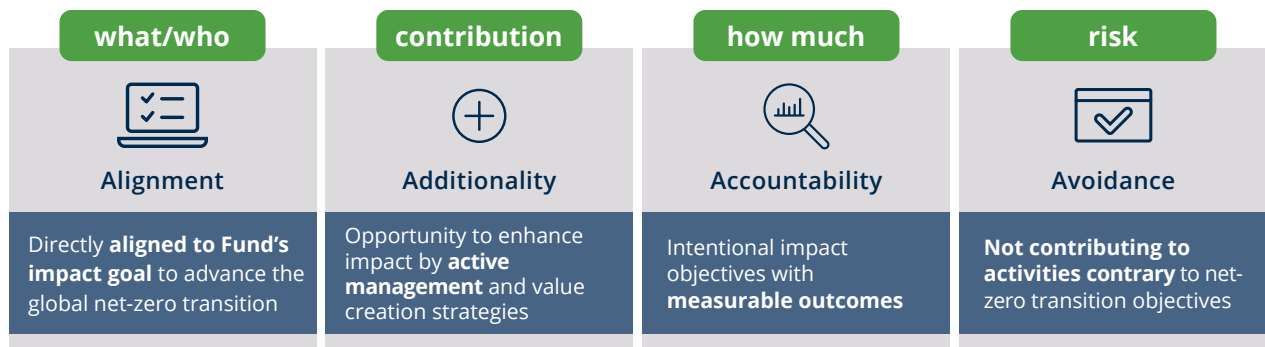 what/who
Alignment
Directly aligned to Fund's
impact goal to advance the
global net-zero transition
contribution
Additionality
Opportunity to enhance
impact by active
management and value
creation strategies
how much
Accountability
Intentional impact
objectives with
measurable outcomes
risk
Avoidance
Not contributing to
activities contrary to net-
zero transition objectives